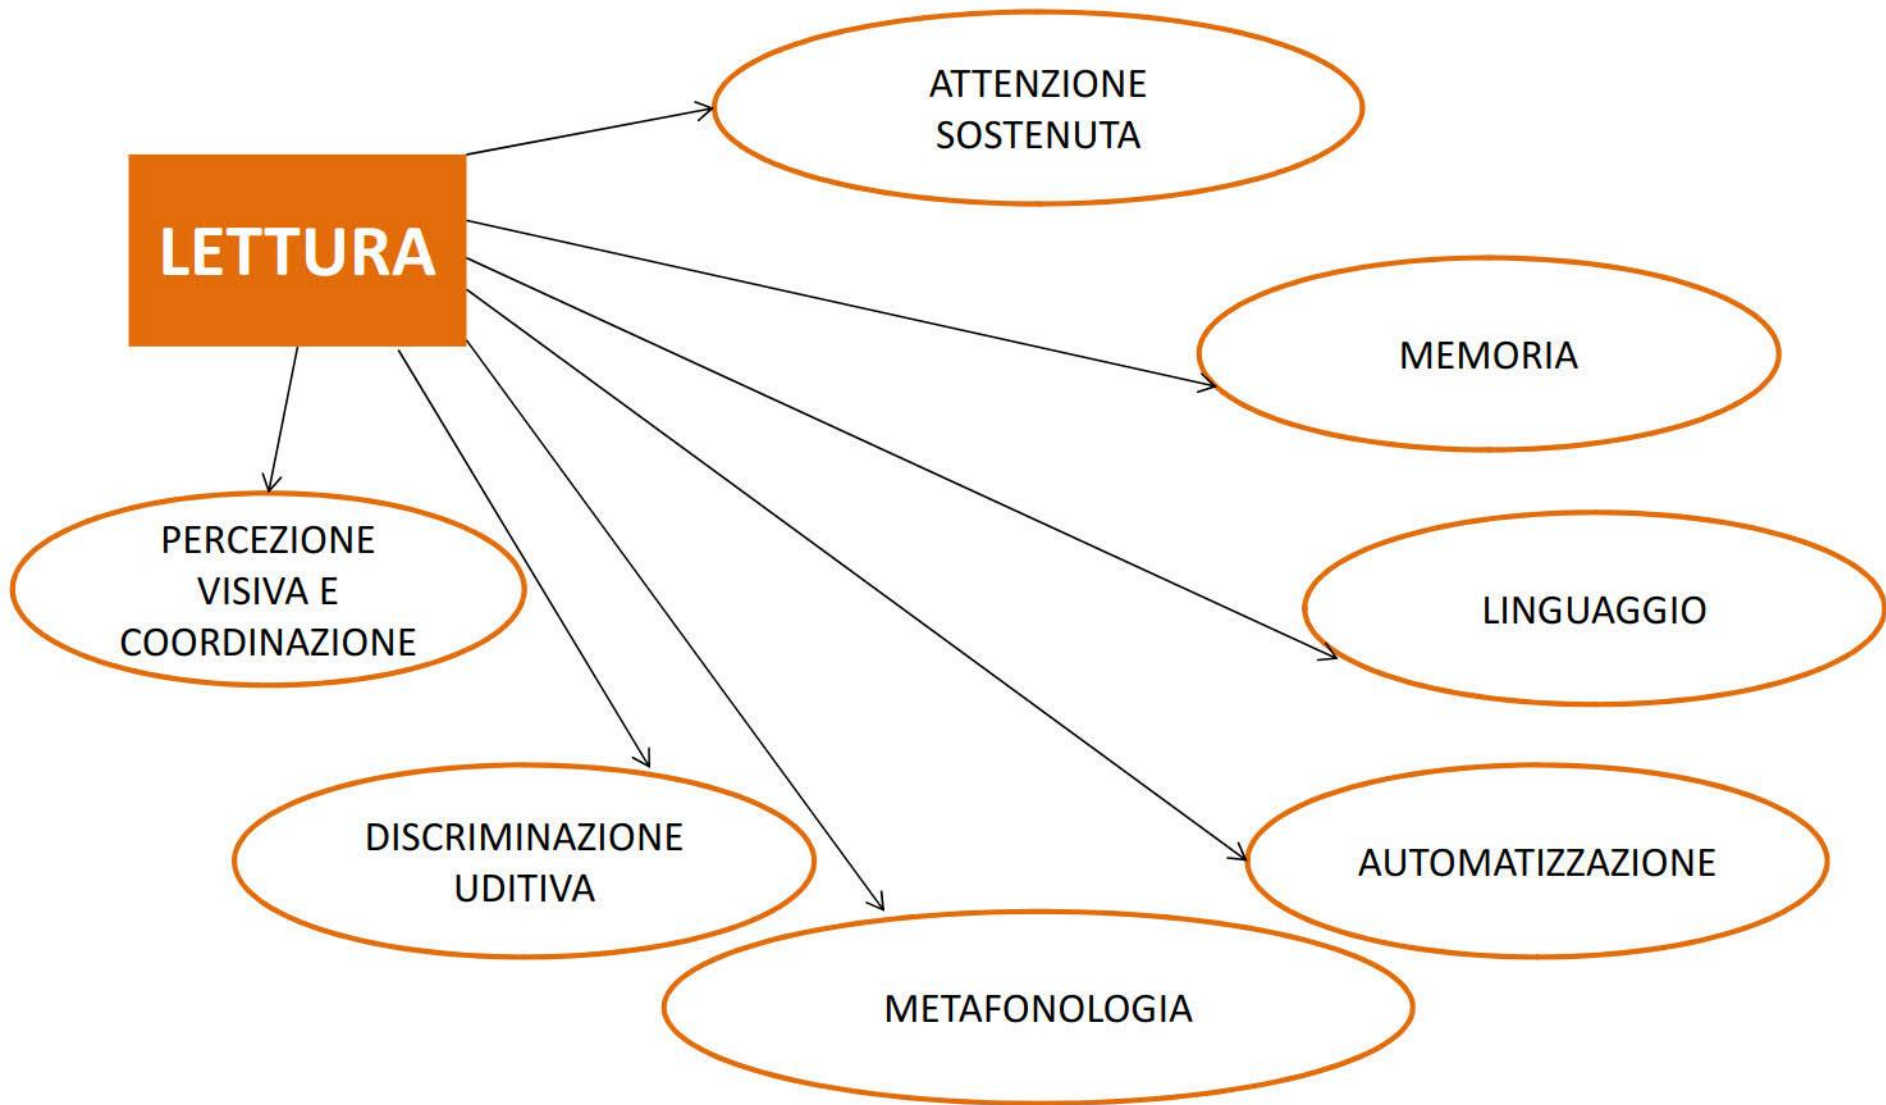 LETTURA
ATTENZIONE
SOSTENUTA
MEMORIA
LINGUAGGIO
AUTOMATIZZAZIONE
METAFONOLOGIA
DISCRIMINAZIONE
UDITIVA
PERCEZIONE
VISIVA E
COORDINAZIONE